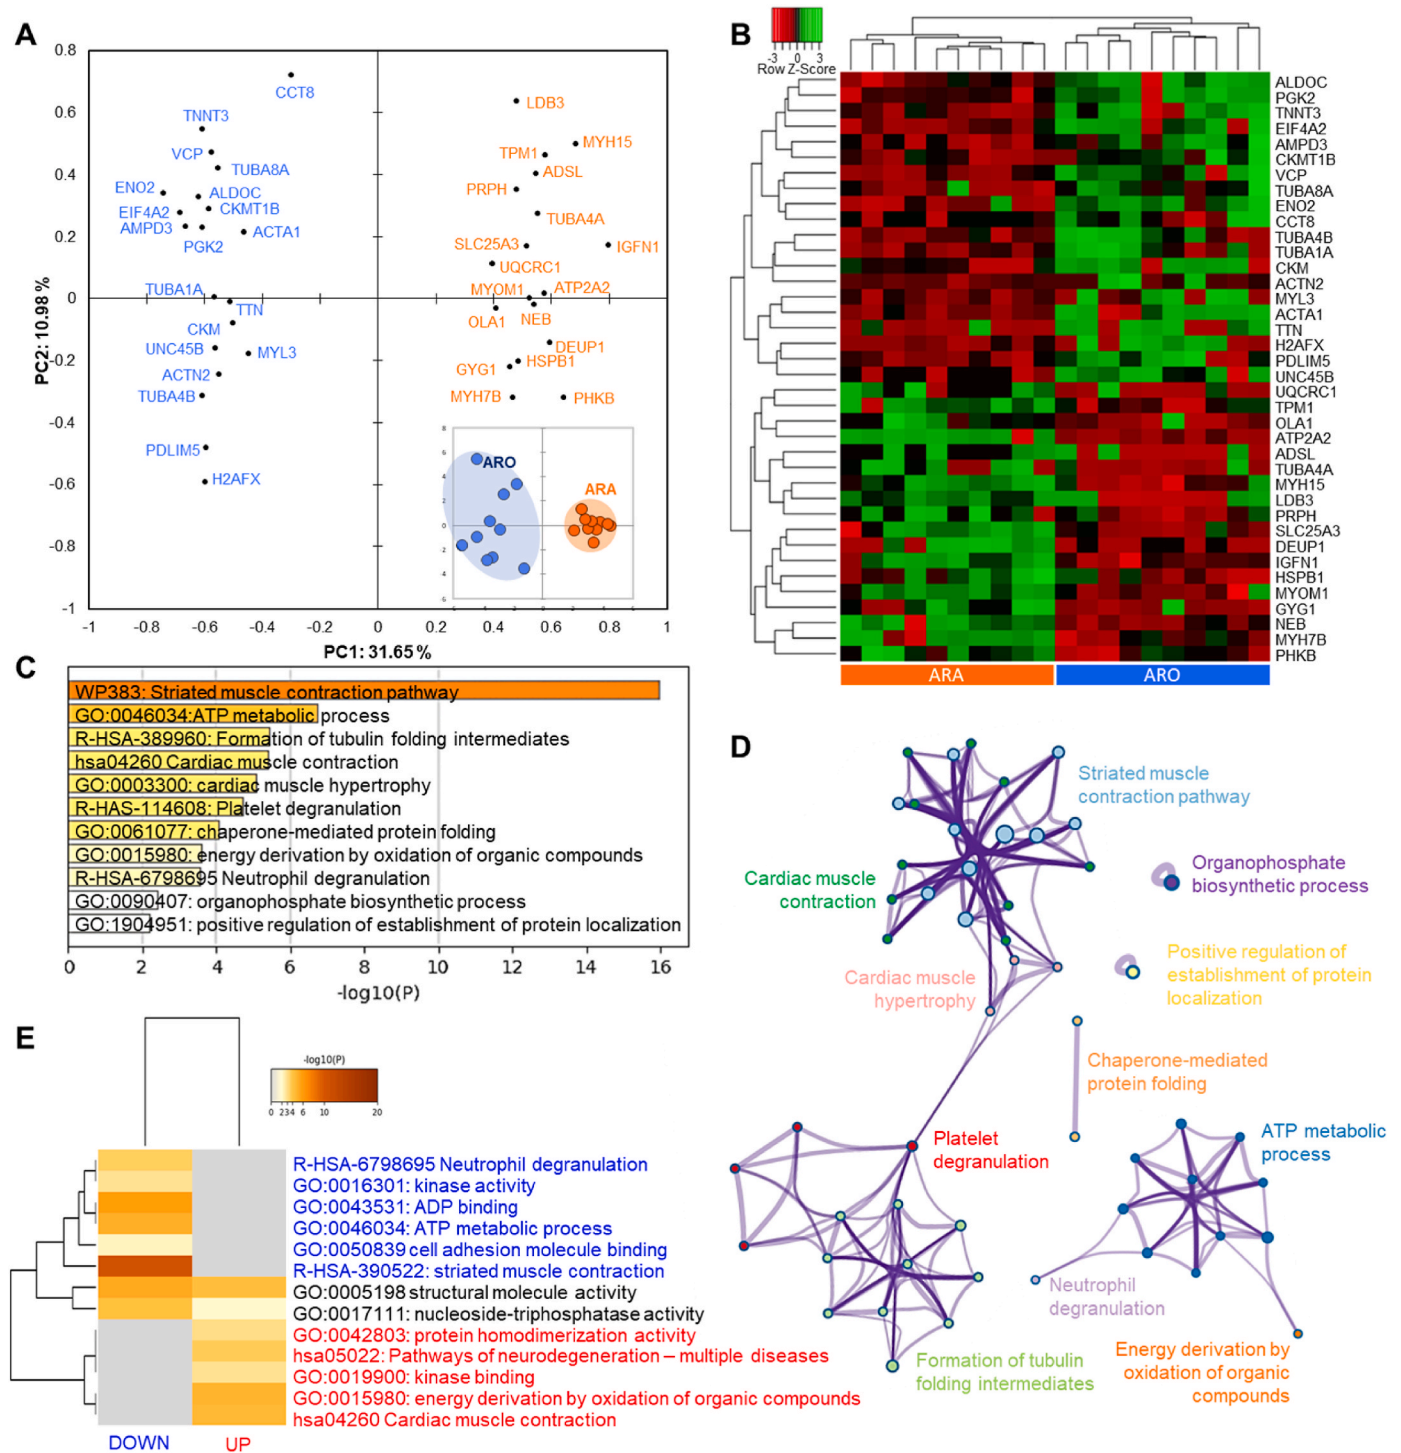 A
0.8
0.6
0.4
0.2
0
-0.2
-0.4
-0.6
-0.8
-1
PC2: 10.98 %
CCT8
TNNT3
VCP
TUBA8A
ENO2
ALDOC
EIF4A2
CKMT1B
AMPD3
ACTA1
PGK2
TUBA1A
TTN
CKM
UNC45B
MYL3
ACTN2
TUBA4B
PDLIM5
H2AFX
LDB3
MYH15
TPM1
ADSL
PRPH
TUBA4A
SLC25A3
IGFN1
UQCRC1
MYOM1
ATP2A2
OLA1
NEB
DEUP1
HSPB1
GYG1
MYH7B
PHKB
ARO
ARA
-1
-0.8
-0.6
-0.4
-0.2
0
0.2
0.4
0.6
0.8
1
PC1: 31.65 %
B
-3 0 3
Row Z-Score
ALDOC
PGK2
TNNT3
EIF4A2
AMPD3
CKMT1B
VCP
TUBA8A
ENO2
CCT8
TUBA4B
TUBA1A
CKM
ACTN2
MYL3
ACTA1
TTN
H2AFX
PDLIM5
UNC45B
UQCRC1
TPM1
OLA1
ATP2A2
ADSL
TUBA4A
MYH15
LDB3
PRPH
SLC25A3
DEUP1
IGFN1
HSPB1
MYOM1
GYG1
NEB
MYH7B
PHKB
ARA
ARO
C
WP383: Striated muscle contraction pathway
GO:0046034:ATP metabolic process
R-HSA-389960: Formation of tubulin folding intermediates
hsa04260 Cardiac muscle contraction
GO:0003300: cardiac muscle hypertrophy
R-HAS-114608: Platelet degranulation
GO:0061077: chaperone-mediated protein folding
GO:0015980: energy derivation by oxidation of organic compounds
R-HSA-6798695 Neutrophil degranulation
GO:0090407: organophosphate biosynthetic process
GO:1904951: positive regulation of establishment of protein localization
0 2 4 6 8 10 12 14 16
-log10(P)
D
Striated muscle
contraction pathway
Organophosphate
biosynthetic process
Cardiac muscle
contraction
Positive regulation of
establishment of protein
localization
Cardiac muscle
hypertrophy
Chaperone-mediated
protein folding
Platelet
degranulation
ATP metabolic
process
Neutrophil
degranulation
Formation of tubulin
folding intermediates
Energy derivation by
oxidation of organic
compounds
E
-log10(P)
0 2 3 4 6 10 20
R-HSA-6798695 Neutrophil degranulation
GO:0016301: kinase activity
GO:0043531: ADP binding
GO:0046034: ATP metabolic process
GO:0050839 cell adhesion molecule binding
R-HSA-390522: striated muscle contraction
GO:0005198 structural molecule activity
GO:0017111: nucleoside-triphosphatase activity
GO:0042803: protein homodimerization activity
hsa05022: Pathways of neurodegeneration – multiple diseases
GO:0019900: kinase binding
GO:0015980: energy derivation by oxidation of organic compounds
hsa04260 Cardiac muscle contraction
DOWN
UP